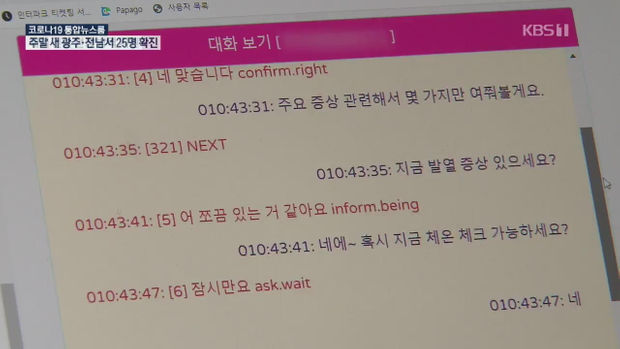 인터파크 티켓팅 서...
Papago
사용자 목록
코로나19 통합뉴스룸
주말 새 광주·전남서 25명 확진
KBS 1
대화 보기 [ ]
010:43:31: [4] 네 맞습니다 confirm.right
010:43:31: 주요 증상 관련해서 몇 가지만 여쭤볼게요.
010:43:35: [321] NEXT
010:43:35: 지금 발열 증상 있으세요?
010:43:41: [5] 어 쪼끔 있는 거 같아요 inform.being
010:43:41: 네에~ 혹시 지금 체온 체크 가능하세요?
010:43:47: [6] 잠시만요 ask.wait
010:43:47: 네